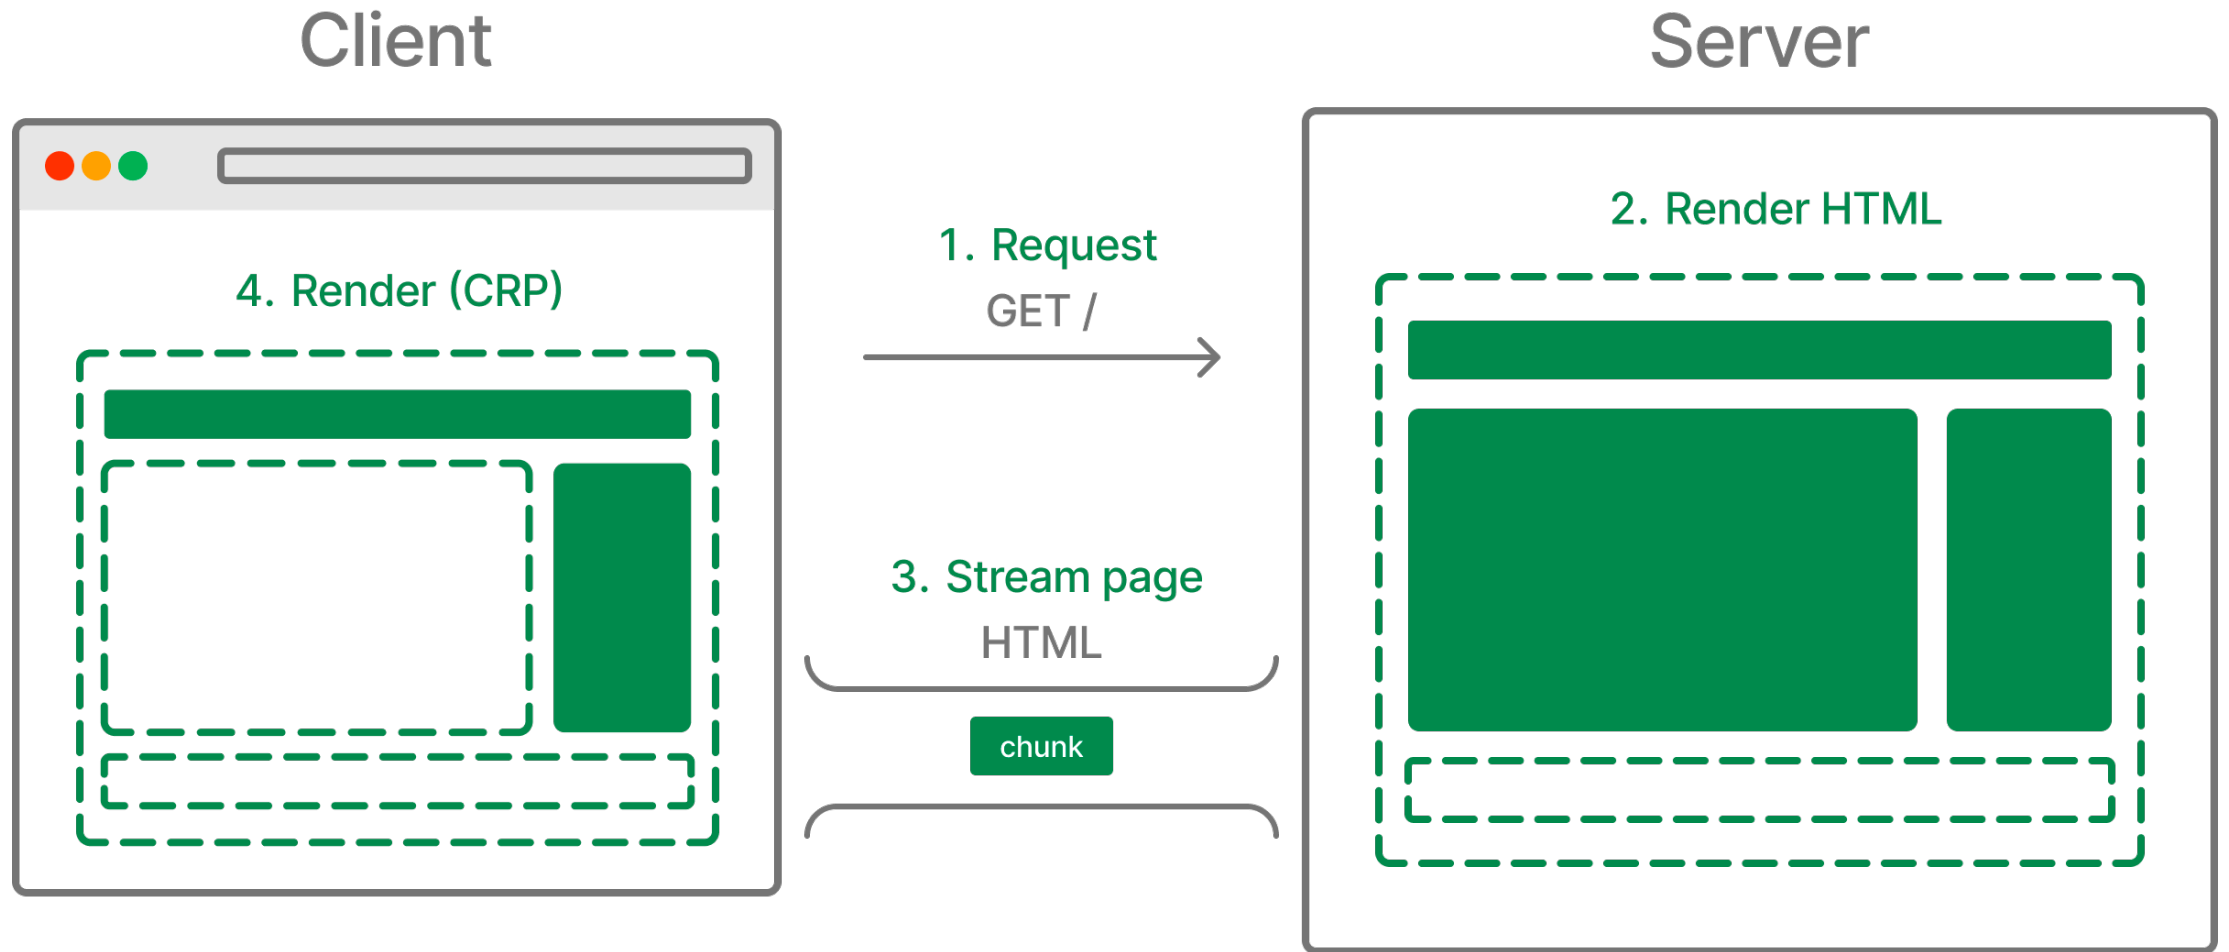 Client
Server
1. Request
GET /
2. Render HTML
4. Render (CRP)
3. Stream page
HTML
chunk